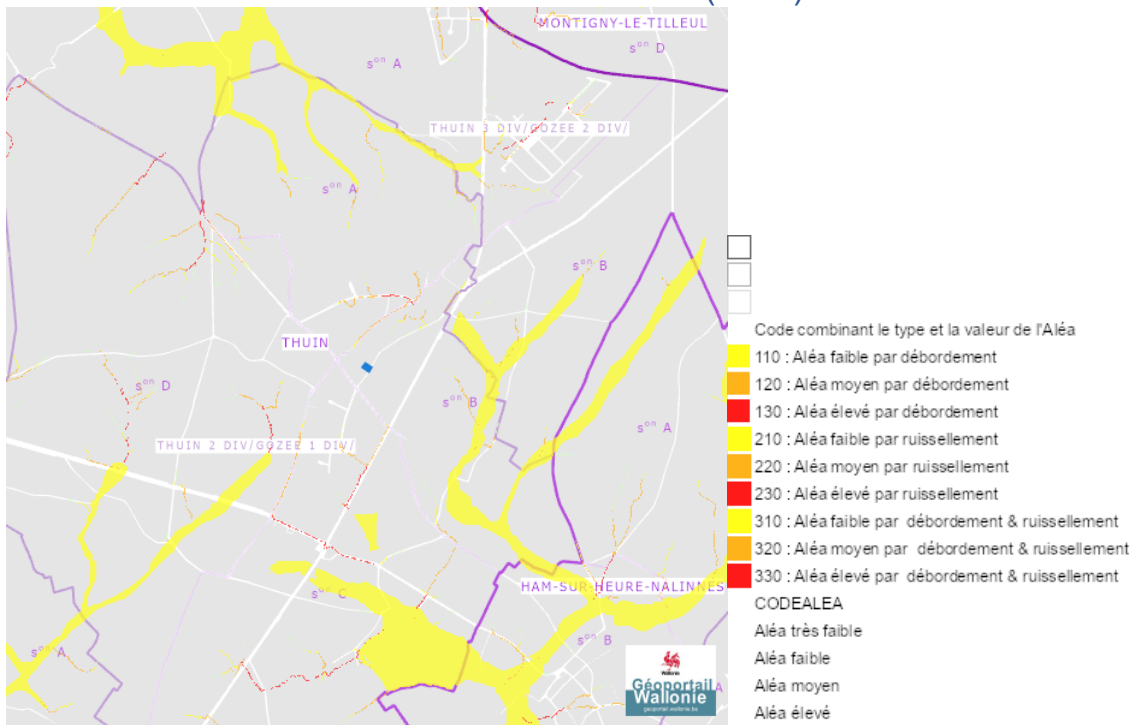 MONTIGNY-LE-TILLEUL
sᵒⁿ D
sᵒⁿ A
THUIN 3 DIV/GOZEE 2 DIV/
sᵒⁿ A
sᵒⁿ B
THUIN
sᵒⁿ D
sᵒⁿ B
sᵒⁿ A
THUIN 2 DIV/GOZEE 1 DIV/
HAM-SUR-HEURE-NALINNES
sᵒⁿ C
sᵒⁿ B
sᵒⁿ A
A
Wallonie
Géoportail
Wallonie
geoportail.wallonie.be
Code combinant le type et la valeur de l'Aléa
110 : Aléa faible par débordement
120 : Aléa moyen par débordement
130 : Aléa élevé par débordement
210 : Aléa faible par ruissellement
220 : Aléa moyen par ruissellement
230 : Aléa élevé par ruissellement
310 : Aléa faible par débordement & ruissellement
320 : Aléa moyen par débordement & ruissellement
330 : Aléa élevé par débordement & ruissellement
CODEALEA
Aléa très faible
Aléa faible
Aléa moyen
Aléa élevé